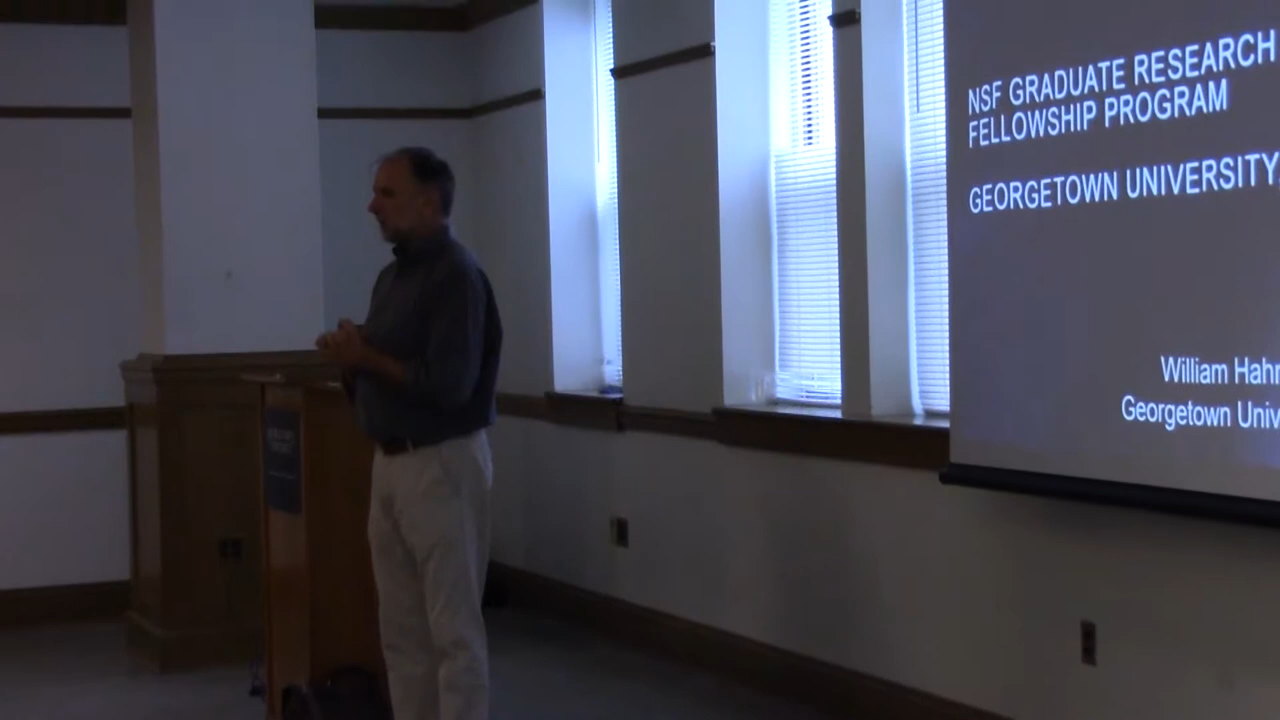 NSF GRADUATE RESEARCH
FELLOWSHIP PROGRAM
GEORGETOWN UNIVERSITY,
William Hahn
Georgetown Univ